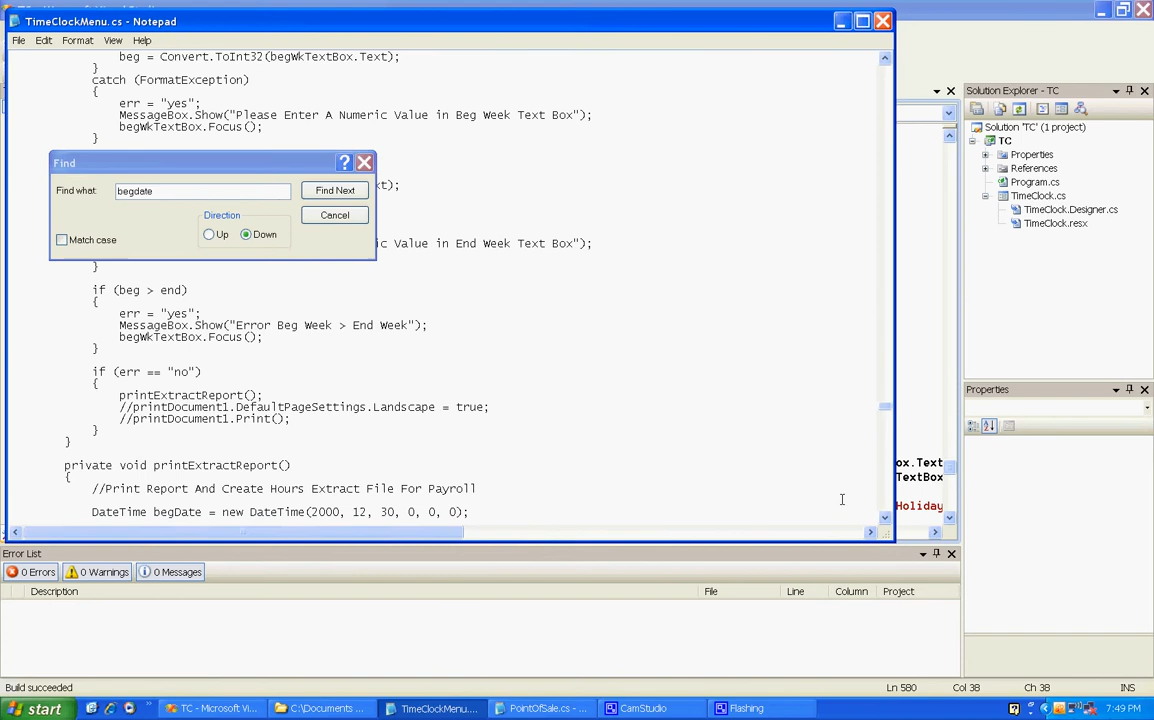 TimeClockMenu.cs - Notepad
File Edit Format View Help
beg = Convert.ToInt32(begWkTextBox.Text);
}
catch (FormatException)
{
err = "yes";
MessageBox.Show("Please Enter A Numeric Value in Beg Week Text Box");
begWkTextBox.Focus();
}
Find
Find what: begdate
Find Next
Direction
Cancel
Up Down
Match case
xt);
ic Value in End Week Text Box");
}
if (beg > end)
{
err = "yes";
MessageBox.Show("Error Beg Week > End Week");
begWkTextBox.Focus();
}
if (err == "no")
{
printExtractReport();
//printDocument1.DefaultPageSettings.Landscape = true;
//printDocument1.Print();
}
}
private void printExtractReport()
{
//Print Report And Create Hours Extract File For Payroll
DateTime begDate = new DateTime(2000, 12, 30, 0, 0, 0);
ox.Text
TextBox
Holiday
Solution Explorer - TC
Solution 'TC' (1 project)
TC
Properties
References
Program.cs
TimeClock.cs
TimeClock.Designer.cs
TimeClock.resx
Properties
Error List
0 Errors 0 Warnings 0 Messages
Description File Line Column Project
Build succeeded Ln 580 Col 38 Ch 38 INS
start TC - Microsoft Vi... C:\Documents ... TimeClockMenu.... PointOfSale.cs - ... CamStudio Flashing 7:49 PM